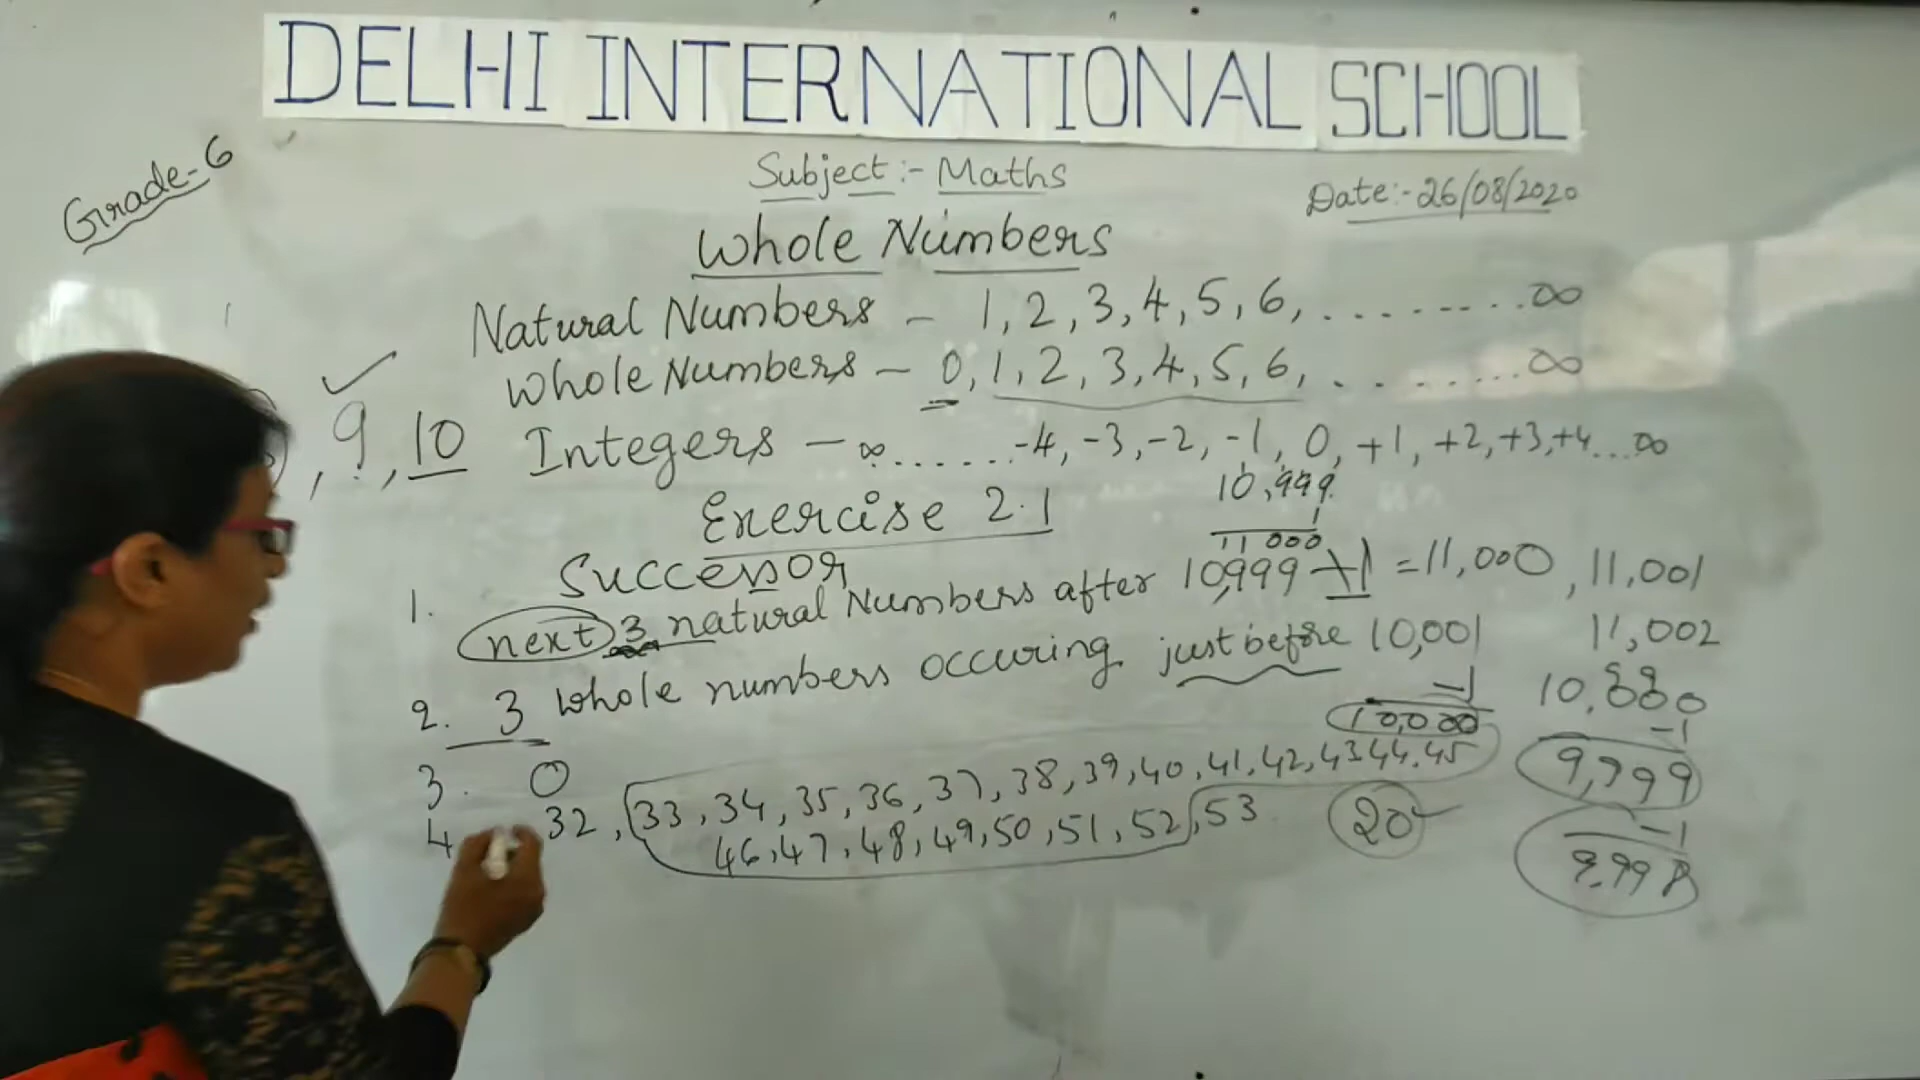 DELHI INTERNATIONAL SCHOOL
Grade-6
Subject:- Maths
Date:-26/08/2020
Whole Numbers
Natural Numbers – 1, 2, 3, 4, 5, 6, ......... ∞
Whole Numbers – 0, 1, 2, 3, 4, 5, 6, ........ ∞
, 9, 10
Integers – ∞ ....... -4, -3, -2, -1, 0, +1, +2, +3, +4 ... ∞
Exercise 2.1
10,999
1
11000
Successor
1. next 3 natural Numbers after 10,999 +1 = 11,000, 11,001
11,002
2. 3 whole numbers occuring just before 10,001
-1
10,000
-1
9,999
-1
9,998
3. 0
4. 32, 33, 34, 35, 36, 37, 38, 39, 40, 41, 42, 43 44, 45
46, 47, 48, 49, 50, 51, 52, 53
20